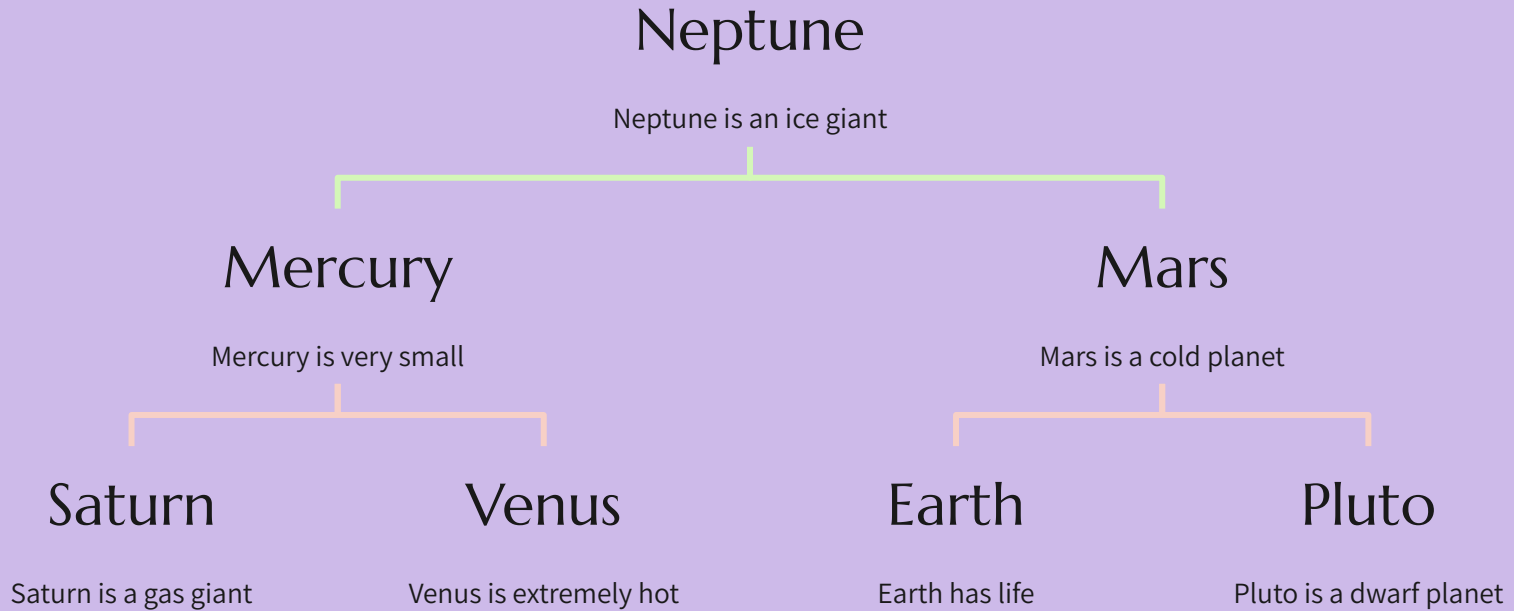 Neptune
Neptune is an ice giant
Mercury
Mercury is very small
Mars
Mars is a cold planet
Saturn
Saturn is a gas giant
Venus
Venus is extremely hot
Earth
Earth has life
Pluto
Pluto is a dwarf planet